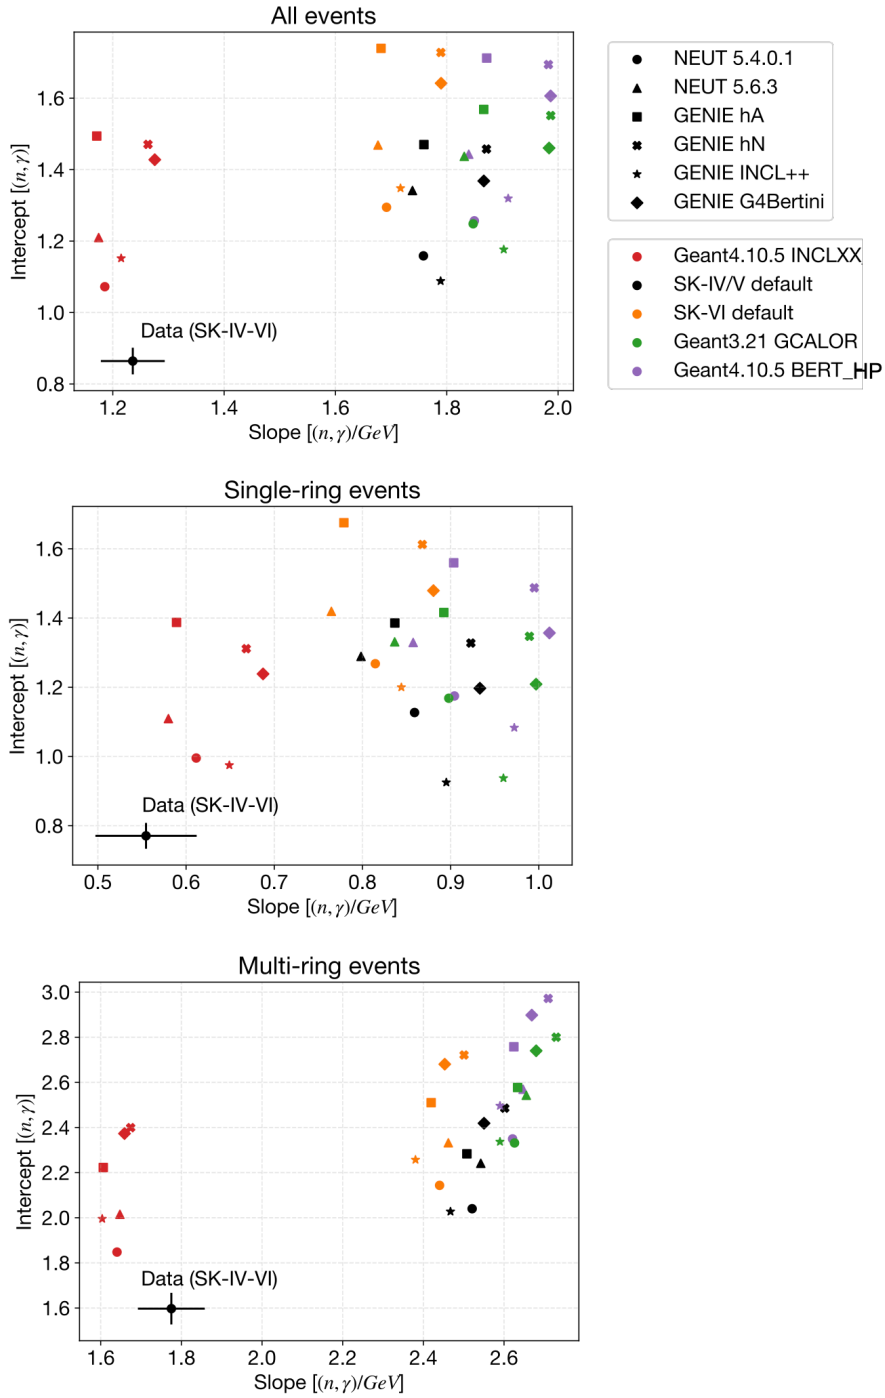 All events
1.6
1.4
1.2
1.0
0.8
Intercept [(n, γ)]
Data (SK-IV-VI)
1.2 1.4 1.6 1.8 2.0
Slope [(n, γ)/GeV]
NEUT 5.4.0.1
NEUT 5.6.3
GENIE hA
GENIE hN
GENIE INCL++
GENIE G4Bertini
Geant4.10.5 INCLXX
SK-IV/V default
SK-VI default
Geant3.21 GCALOR
Geant4.10.5 BERT_HP
Single-ring events
1.6
1.4
1.2
1.0
0.8
Intercept [(n, γ)]
Data (SK-IV-VI)
0.5 0.6 0.7 0.8 0.9 1.0
Slope [(n, γ)/GeV]
Multi-ring events
3.0
2.8
2.6
2.4
2.2
2.0
1.8
1.6
Intercept [(n, γ)]
Data (SK-IV-VI)
1.6 1.8 2.0 2.2 2.4 2.6
Slope [(n, γ)/GeV]